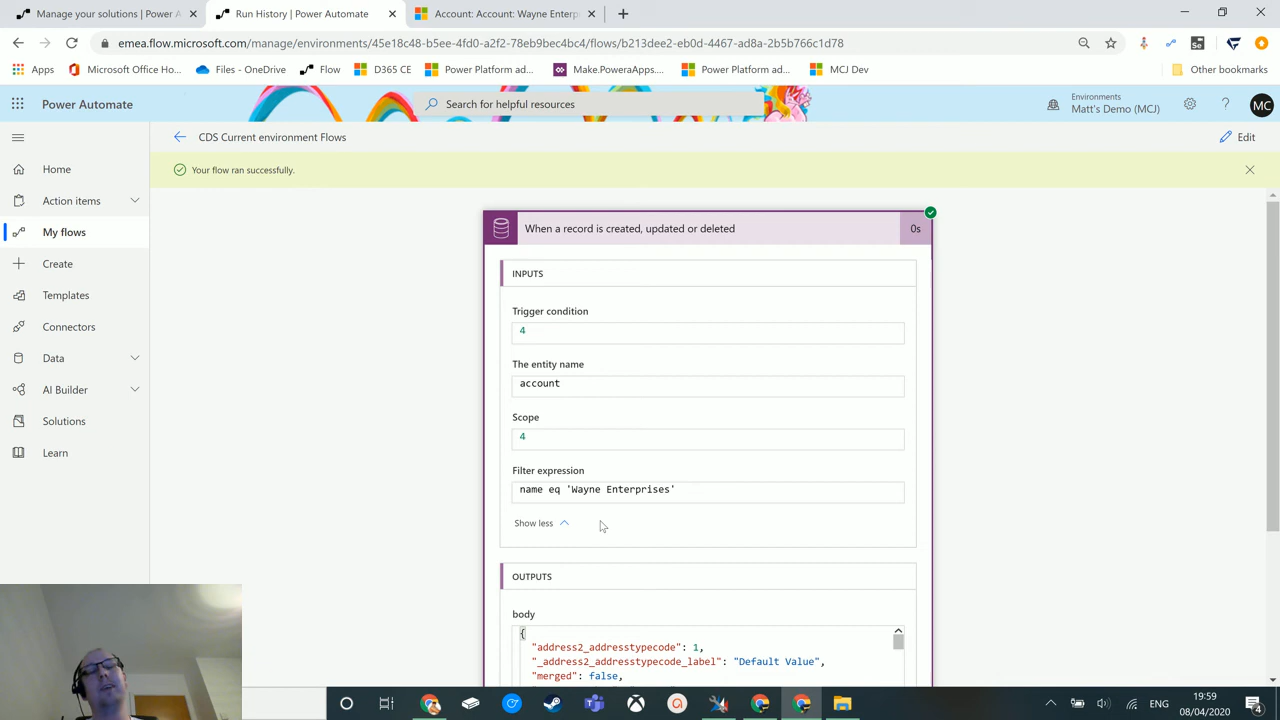 Manage your solutions | Power A
Run History | Power Automate
Account: Account: Wayne Enterp
emea.flow.microsoft.com/manage/environments/45e18c48-b5ee-4fd0-a2f2-78eb9bec4bc4/flows/b213dee2-eb0d-4467-ad8a-2b5b766c1d78
Apps
Microsoft Office Ho...
Files - OneDrive
Flow
D365 CE
Power Platform ad...
Make.PoweraApps....
Power Platform ad...
MCJ Dev
Other bookmarks
Power Automate
Search for helpful resources
Environments
Matt's Demo (MCJ)
MC
CDS Current environment Flows
Edit
Your flow ran successfully.
Home
Action items
My flows
Create
Templates
Connectors
Data
AI Builder
Solutions
Learn
When a record is created, updated or deleted
0s
INPUTS
Trigger condition
4
The entity name
account
Scope
4
Filter expression
name eq 'Wayne Enterprises'
Show less
OUTPUTS
body
{
"address2_addresstypecode": 1,
"_address2_addresstypecode_label": "Default Value",
"merged": false,
ENG
19:59
08/04/2020
4